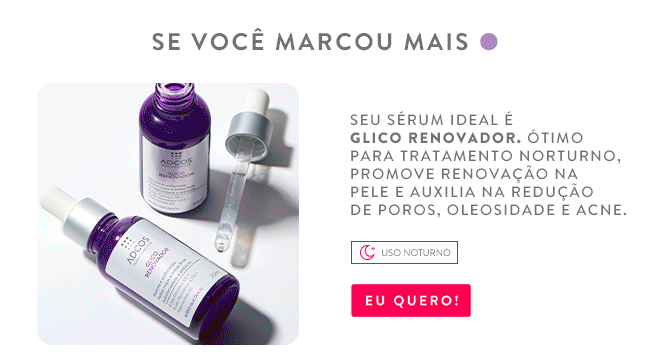 SE VOCÊ MARCOU MAIS
SEU SÉRUM IDEAL É
GLICO RENOVADOR. ÓTIMO
PARA TRATAMENTO NORTURNO,
PROMOVE RENOVAÇÃO NA
PELE E AUXILIA NA REDUÇÃO
DE POROS, OLEOSIDADE E ACNE.
USO NOTURNO
EU QUERO!
ADCOS
GLICO
RENOVADOR
ADCOS
GLICO
RENOVADOR
30ml